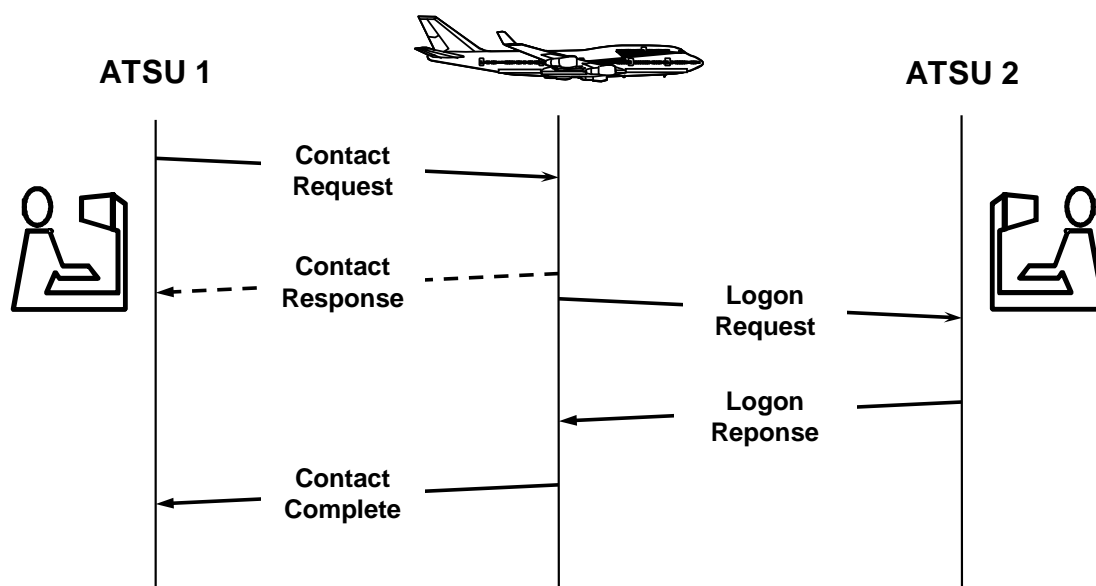 ATSU 1
ATSU 2
Contact
Request
Contact
Response
Logon
Request
Logon
Reponse
Contact
Complete